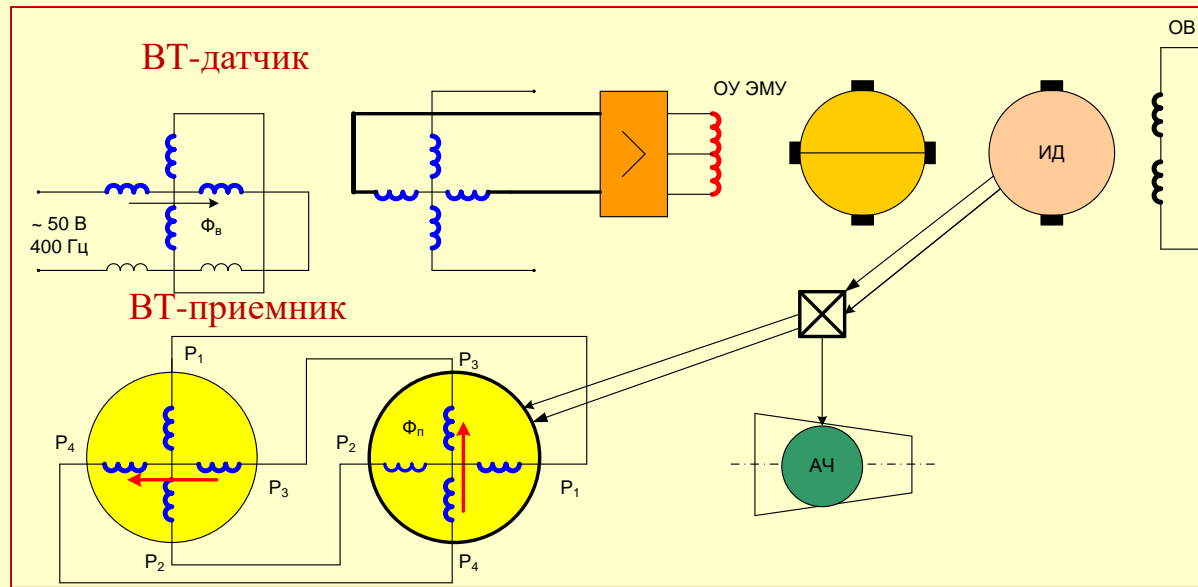 ВТ-датчик
ОВ
ОУ ЭМУ
ИД
~ 50 В
400 Гц
Фв
ВТ-приемник
Р1
Р3
Фп
Р4
Р2
Р3
Р1
Р2
Р4
АЧ